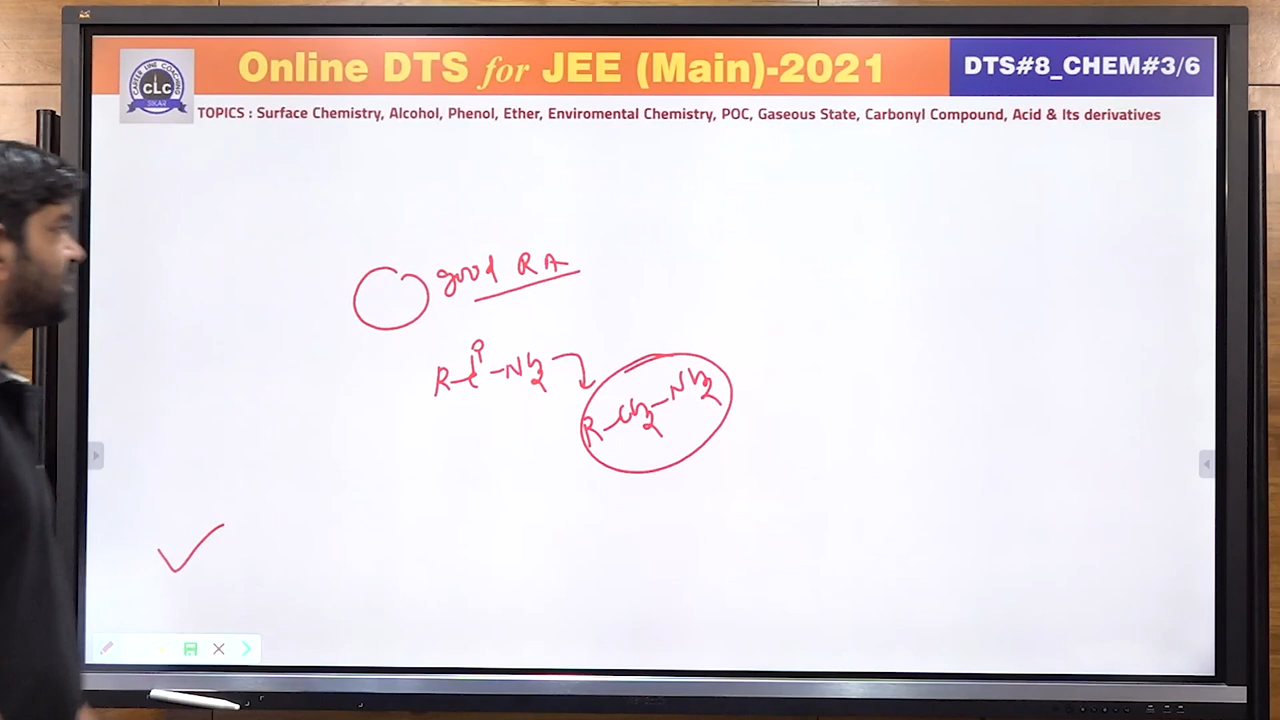 Online DTS for JEE (Main)-2021
DTS#8_CHEM#3/6
CAREER LINE COACHING
CLC
SIKAR
TOPICS : Surface Chemistry, Alcohol, Phenol, Ether, Enviromental Chemistry, POC, Gaseous State, Carbonyl Compound, Acid & Its derivatives
good RA
O
R-C-NH2
R-CH2-NH2